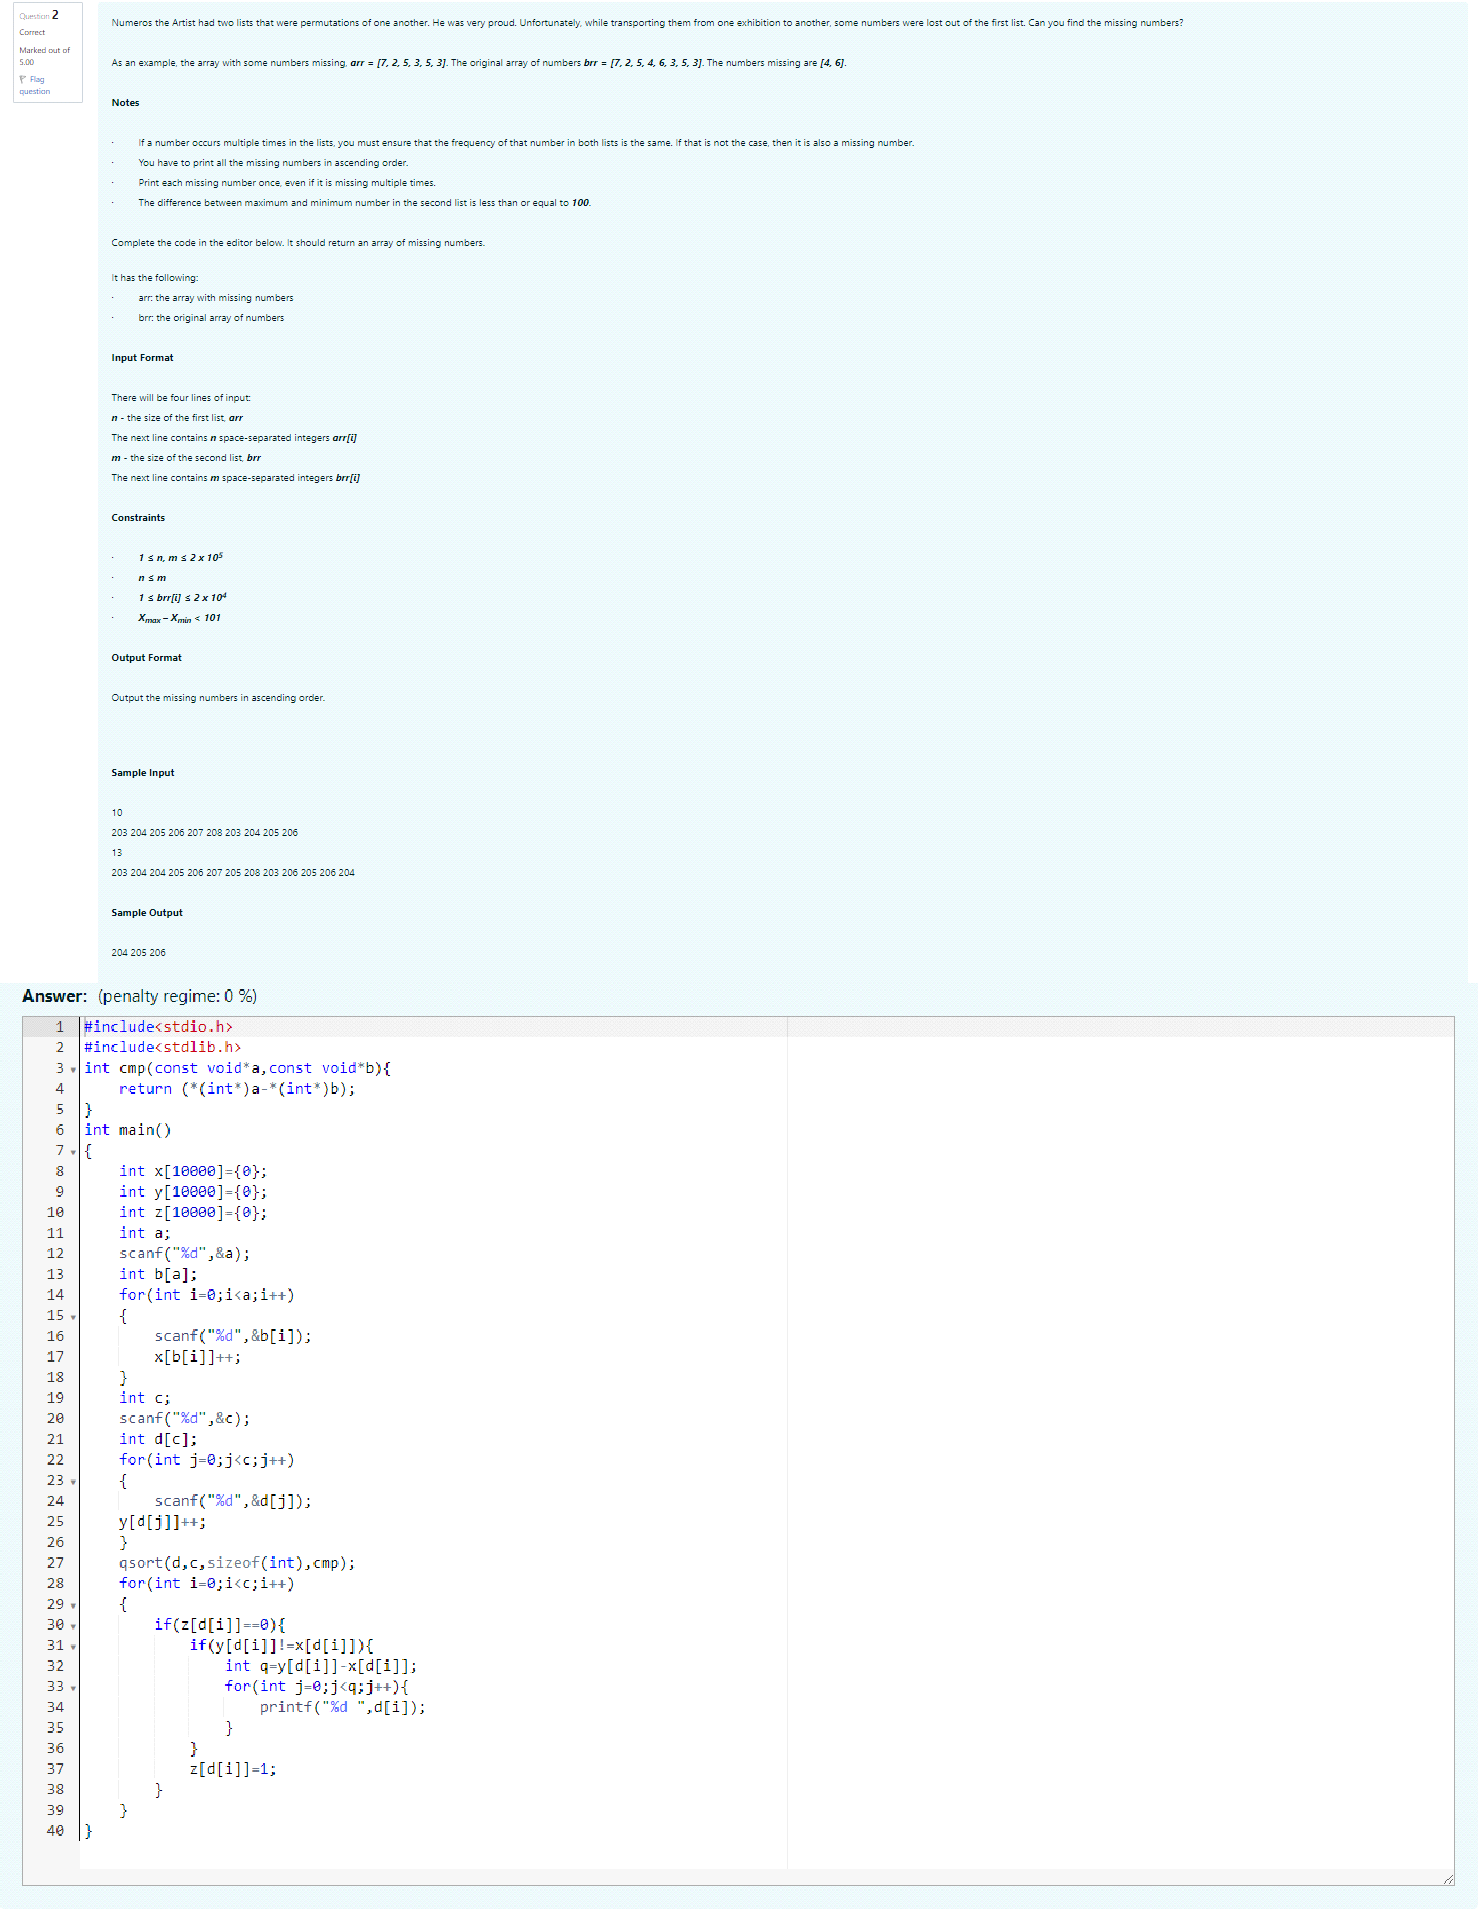 Question 2
Correct
Marked out of
5.00
Flag
question
Numeros the Artist had two lists that were permutations of one another. He was very proud. Unfortunately, while transporting them from one exhibition to another, some numbers were lost out of the first list. Can you find the missing numbers?
As an example, the array with some numbers missing, arr = [7, 2, 5, 3, 5, 3]. The original array of numbers brr = [7, 2, 5, 4, 6, 3, 5, 3]. The numbers missing are [4, 6].
Notes
· If a number occurs multiple times in the lists, you must ensure that the frequency of that number in both lists is the same. If that is not the case, then it is also a missing number.
· You have to print all the missing numbers in ascending order.
· Print each missing number once, even if it is missing multiple times.
· The difference between maximum and minimum number in the second list is less than or equal to 100.
Complete the code in the editor below. It should return an array of missing numbers.
It has the following:
· arr: the array with missing numbers
· brr: the original array of numbers
Input Format
There will be four lines of input:
n - the size of the first list, arr
The next line contains n space-separated integers arr[i]
m - the size of the second list, brr
The next line contains m space-separated integers brr[i]
Constraints
· 1 ≤ n, m ≤ 2 x 10⁵
· n ≤ m
· 1 ≤ brr[i] ≤ 2 x 10⁴
· Xmax – Xmin < 101
Output Format
Output the missing numbers in ascending order.
Sample Input
10
203 204 205 206 207 208 203 204 205 206
13
203 204 204 205 206 207 205 208 203 206 205 206 204
Sample Output
204 205 206
Answer: (penalty regime: 0 %)
1 #include<stdio.h>
2 #include<stdlib.h>
3 int cmp(const void*a,const void*b){
4 return (*(int*)a-*(int*)b);
5 }
6 int main()
7 {
8 int x[10000]={0};
9 int y[10000]={0};
10 int z[10000]={0};
11 int a;
12 scanf("%d",&a);
13 int b[a];
14 for(int i=0;i<a;i++)
15 {
16 scanf("%d",&b[i]);
17 x[b[i]]++;
18 }
19 int c;
20 scanf("%d",&c);
21 int d[c];
22 for(int j=0;j<c;j++)
23 {
24 scanf("%d",&d[j]);
25 y[d[j]]++;
26 }
27 qsort(d,c,sizeof(int),cmp);
28 for(int i=0;i<c;i++)
29 {
30 if(z[d[i]]==0){
31 if(y[d[i]]!=x[d[i]]){
32 int q=y[d[i]]-x[d[i]];
33 for(int j=0;j<q;j++){
34 printf("%d ",d[i]);
35 }
36 }
37 z[d[i]]=1;
38 }
39 }
40 }